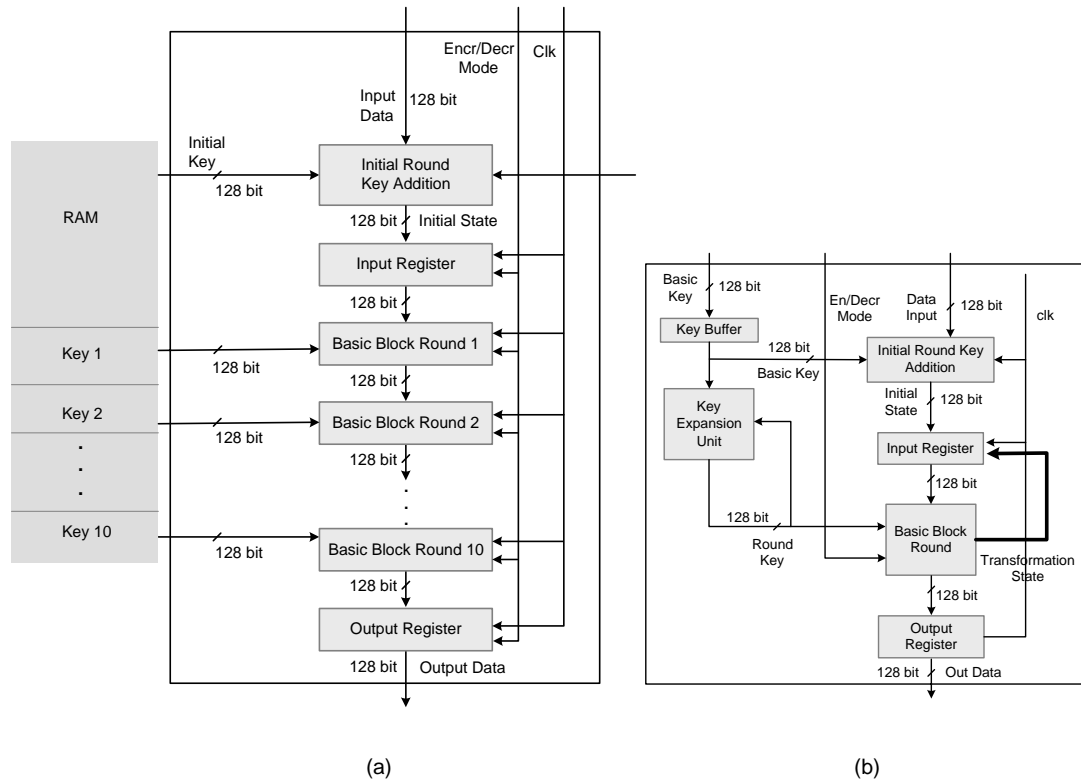 Encr/Decr
Mode
Clk
Input
Data
128 bit
Initial
Key
128 bit
Initial Round
Key Addition
RAM
128 bit
Initial State
Input Register
128 bit
Key 1
128 bit
Basic Block Round 1
128 bit
Key 2
128 bit
Basic Block Round 2
128 bit
.
.
.
.
.
.
Key 10
128 bit
Basic Block Round 10
128 bit
Output Register
128 bit
Output Data
(a)
Basic
Key
128 bit
En/Decr
Mode
Data
Input
128 bit
clk
Key Buffer
128 bit
Basic Key
Initial Round Key
Addition
Key
Expansion
Unit
Initial
State
128 bit
Input Register
128 bit
128 bit
Round
Key
Basic Block
Round
Transformation
State
128 bit
Output
Register
128 bit
Out Data
(b)